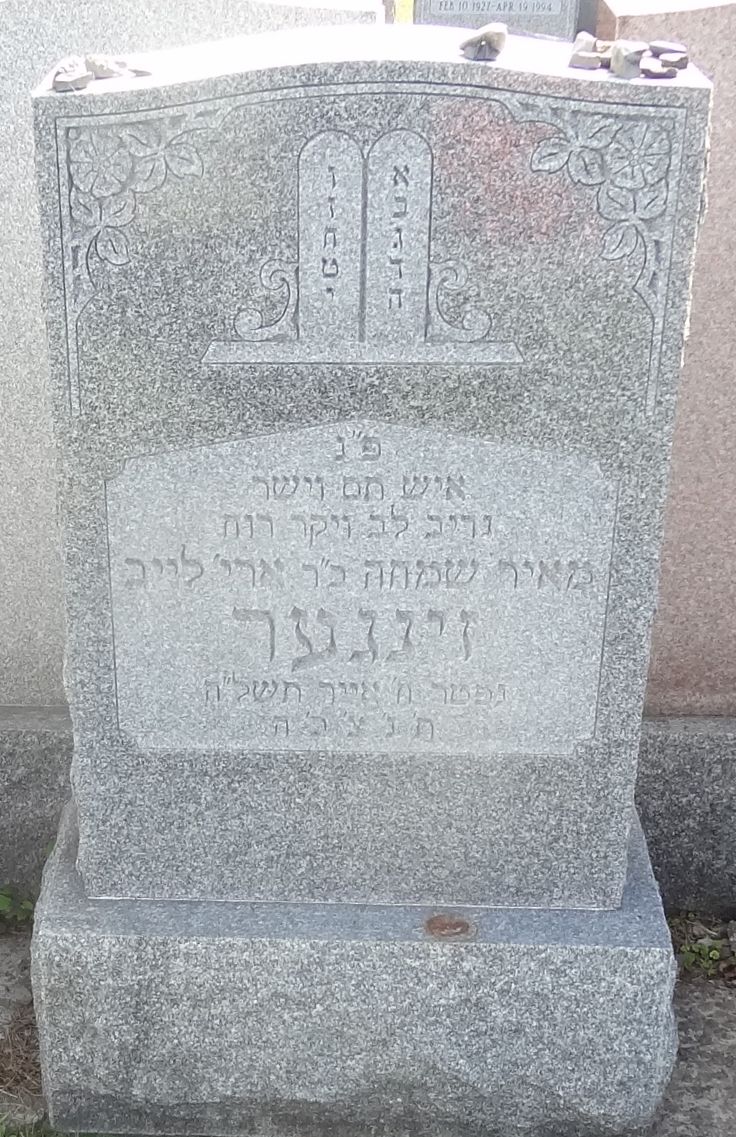 FEB 10 1927 - APR 19 1994
א ו
ב ז
ג ח
ד ט
ה י
פ"נ
איש תם וישר
נדיב לב ויקר רוח
מאיר שמחה ב"ר ארי' לייב
זינגער
נפטר ח' אייר תשל"ה
ת' נ' צ' ב' ה'